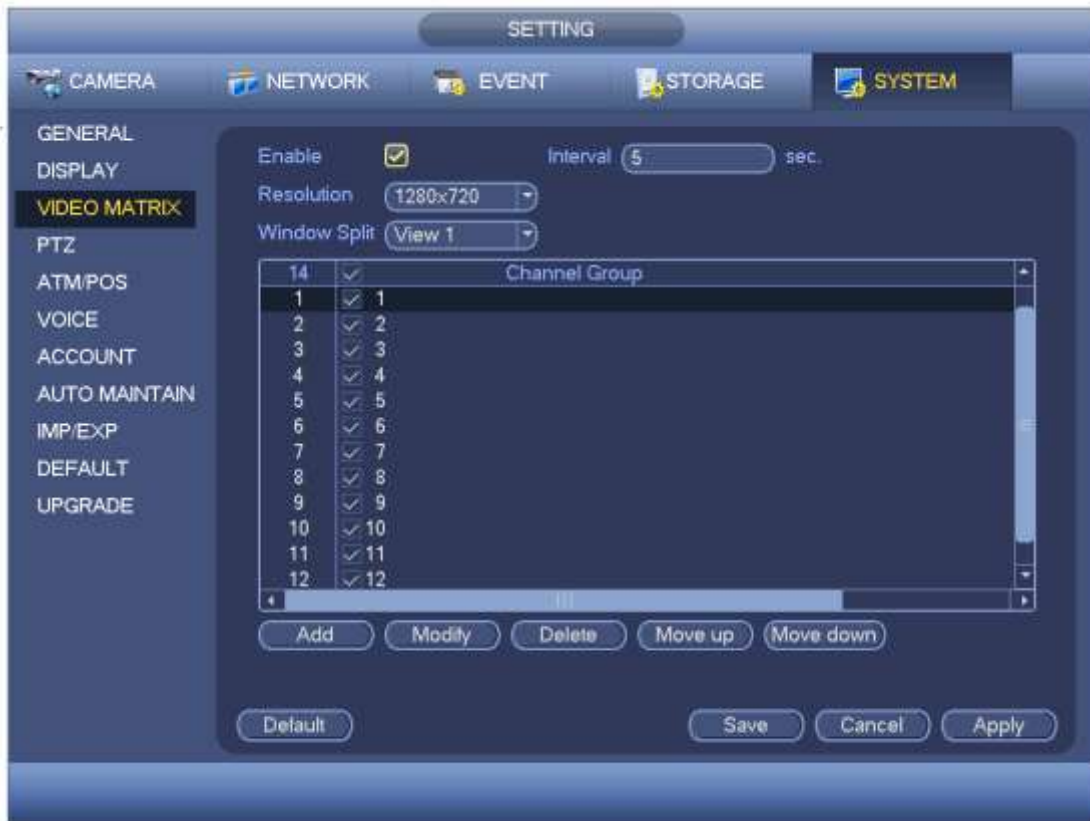 SETTING
CAMERA NETWORK EVENT STORAGE SYSTEM
GENERAL
DISPLAY
VIDEO MATRIX
PTZ
ATM/POS
VOICE
ACCOUNT
AUTO MAINTAIN
IMP/EXP
DEFAULT
UPGRADE
Enable Interval 5 sec.
Resolution 1280x720
Window Split View 1
14 Channel Group
1 1
2 2
3 3
4 4
5 5
6 6
7 7
8 8
9 9
10 10
11 11
12 12
Add Modify Delete Move up Move down
Default Save Cancel Apply